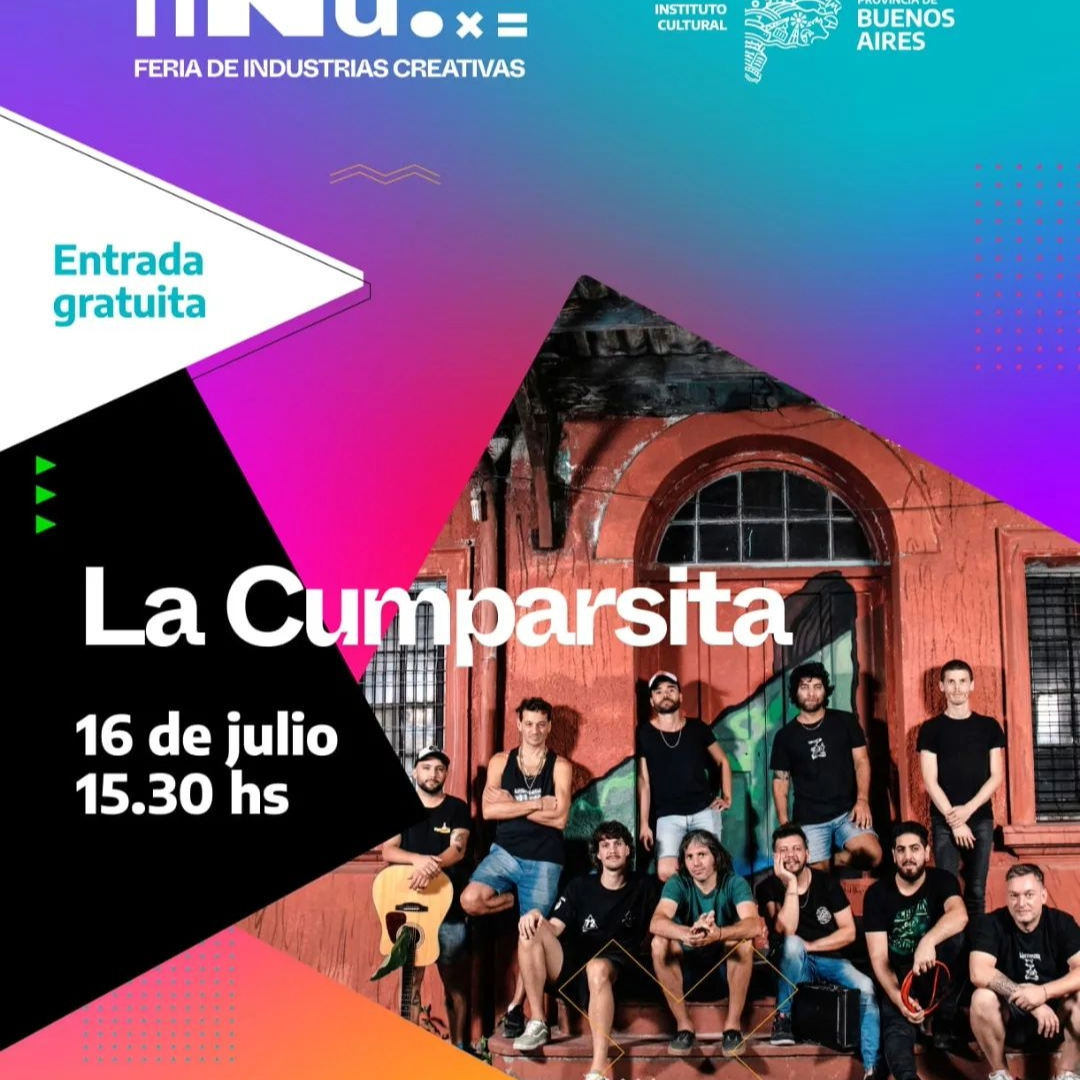 FERIA DE INDUSTRIAS CREATIVAS
INSTITUTO
CULTURAL
PROVINCIA DE
BUENOS
AIRES
Entrada
gratuita
La Cumparsita
16 de julio
15.30 hs